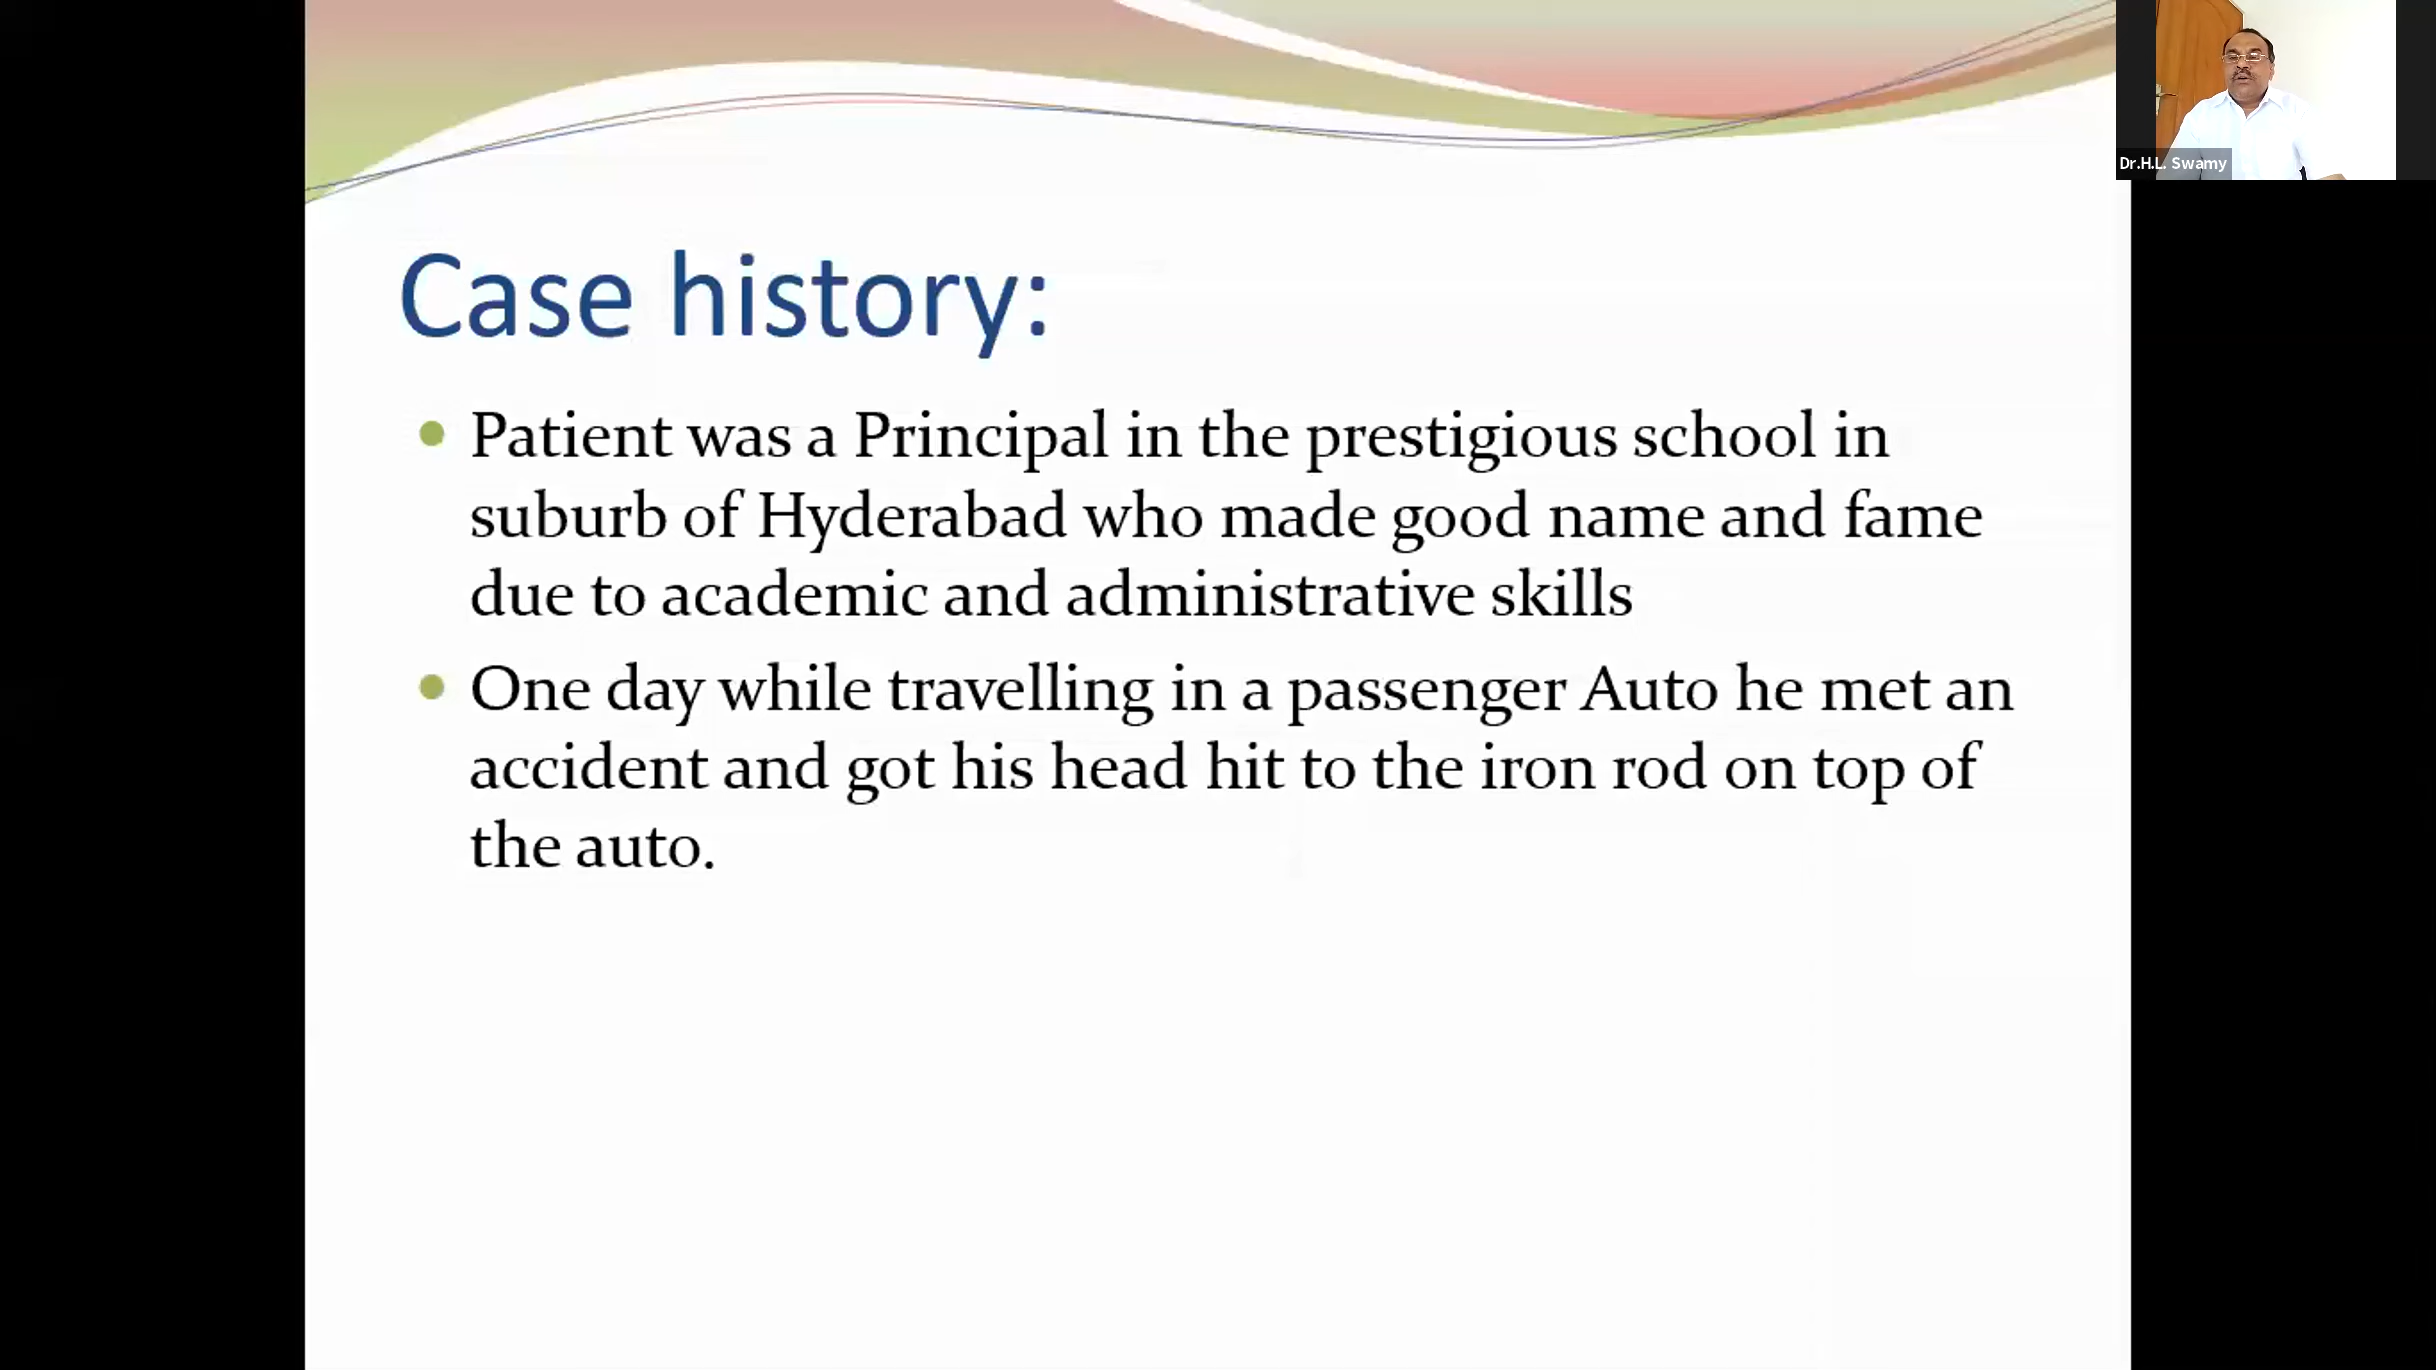 Dr.H.L. Swamy
Case history:
Patient was a Principal in the prestigious school in
suburb of Hyderabad who made good name and fame
due to academic and administrative skills
One day while travelling in a passenger Auto he met an
accident and got his head hit to the iron rod on top of
the auto.